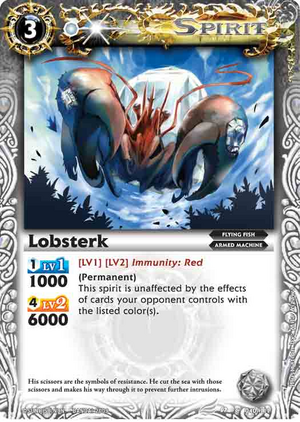 3
SPIRIT
Lobsterk
FLYING FISH
ARMED MACHINE
1 LV1
1000
4 LV2
6000
[LV1] [LV2] Immunity: Red
(Permanent)
This spirit is unaffected by the effects
of cards your opponent controls with
the listed color(s).
His scissors are the symbols of resistance. He cut the sea with those
scissors and makes his way through it to prevent further intrusions.